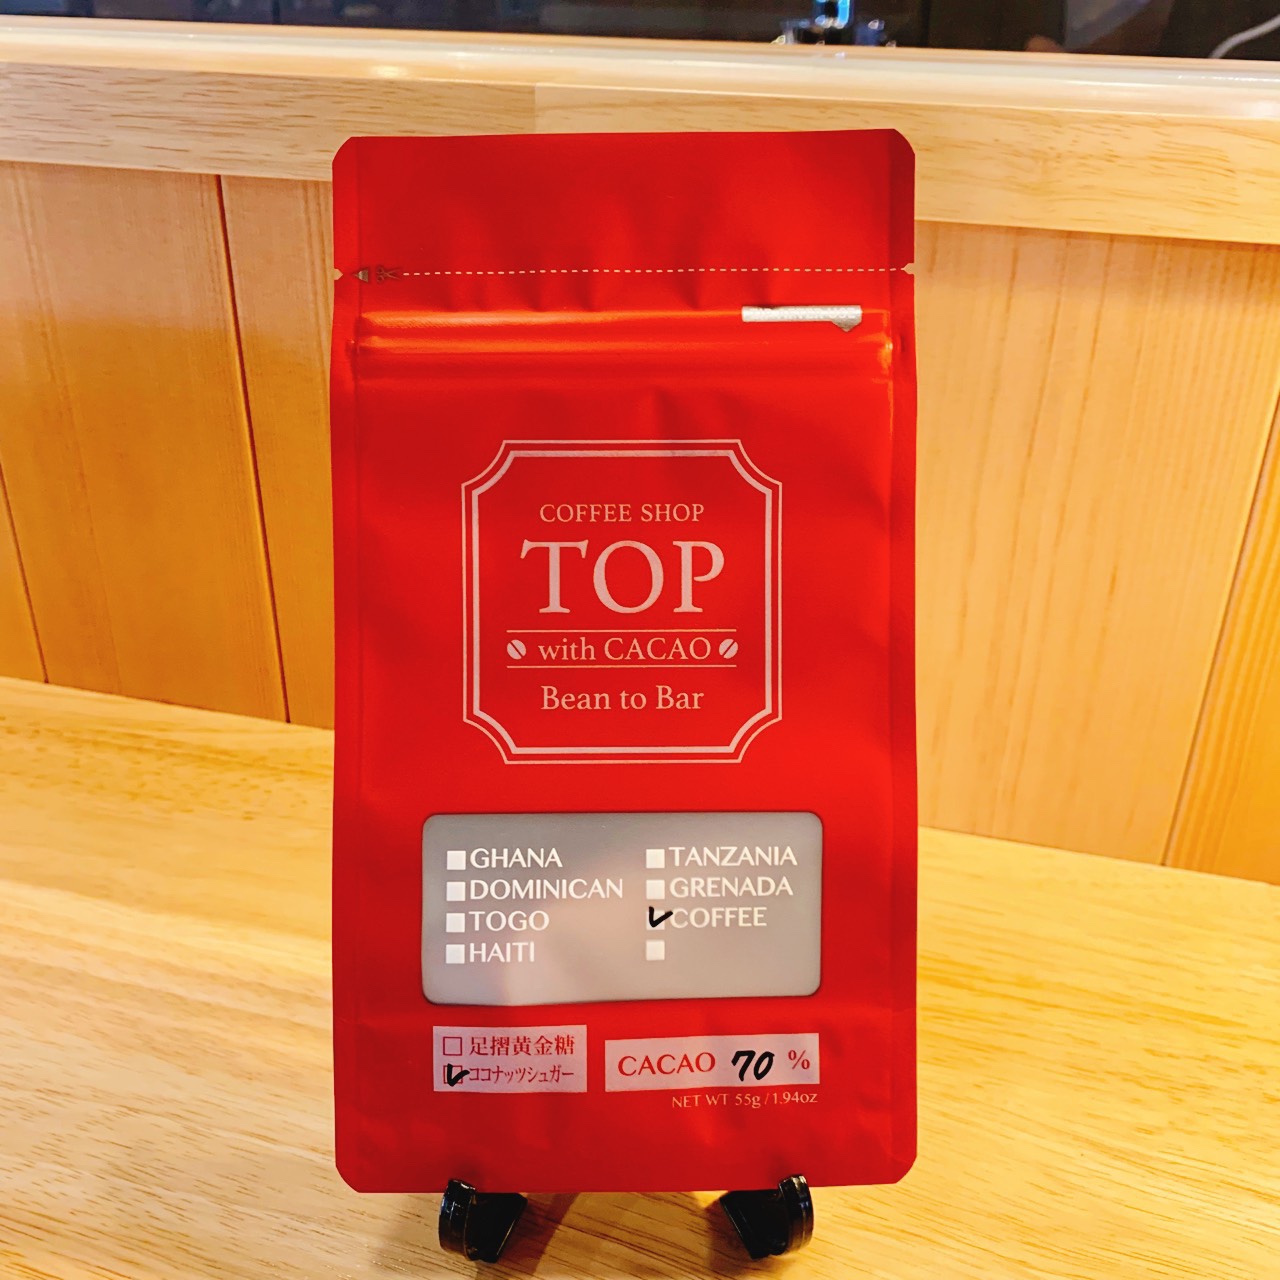 COFFEE SHOP
TOP
with CACAO
Bean to Bar
GHANA
DOMINICAN
TOGO
HAITI
TANZANIA
GRENADA
COFFEE
足摺黄金糖
ココナッツシュガー
CACAO 70 %
NET WT 55g / 1.94oz